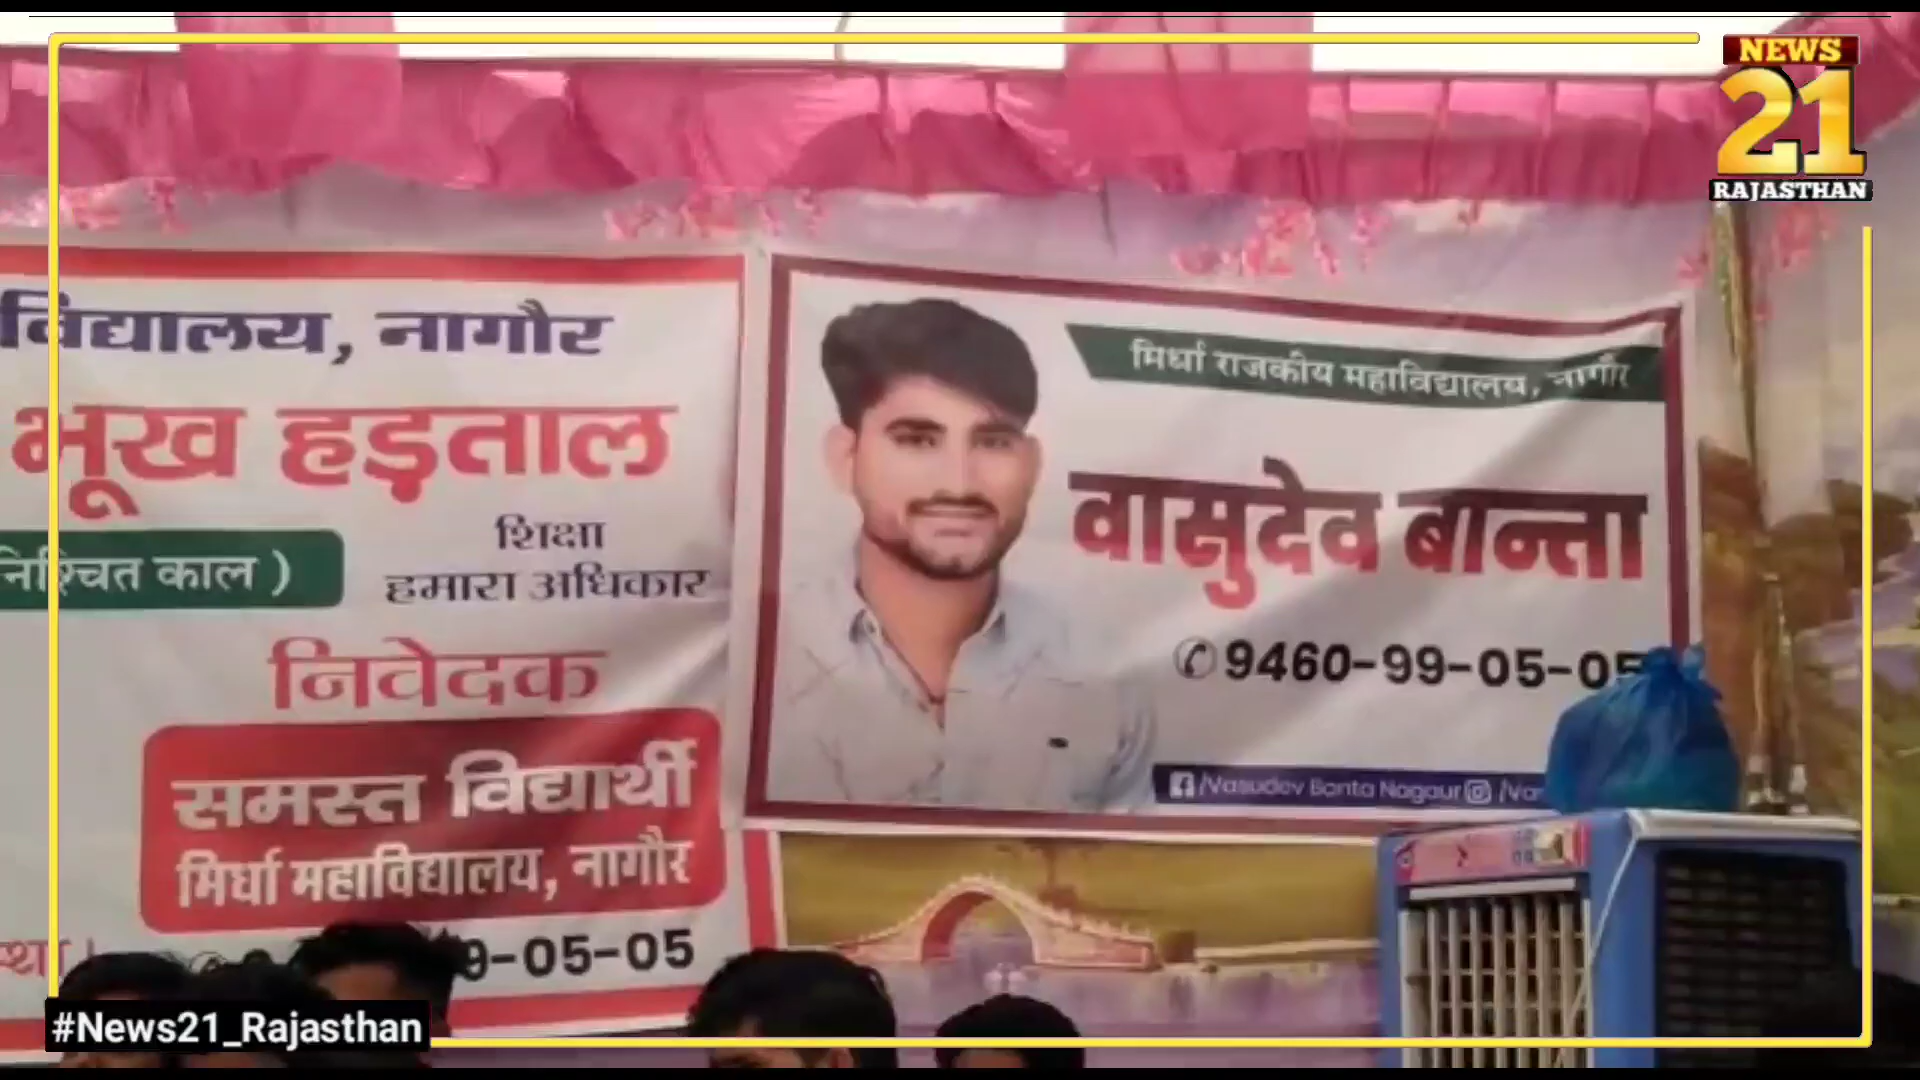 NEWS
21
RAJASTHAN
विद्यालय, नागौर
भूख हड़ताल
निश्चित काल )
शिक्षा
हमारा अधिकार
निवेदक
समस्त विद्यार्थी
मिर्धा महाविद्यालय, नागौर
9-05-05
मिर्धा राजकीय महाविद्यालय, नागौर
वासुदेव बान्ता
9460-99-05-05
/Vasudev Banta Nagaur
#News21_Rajasthan